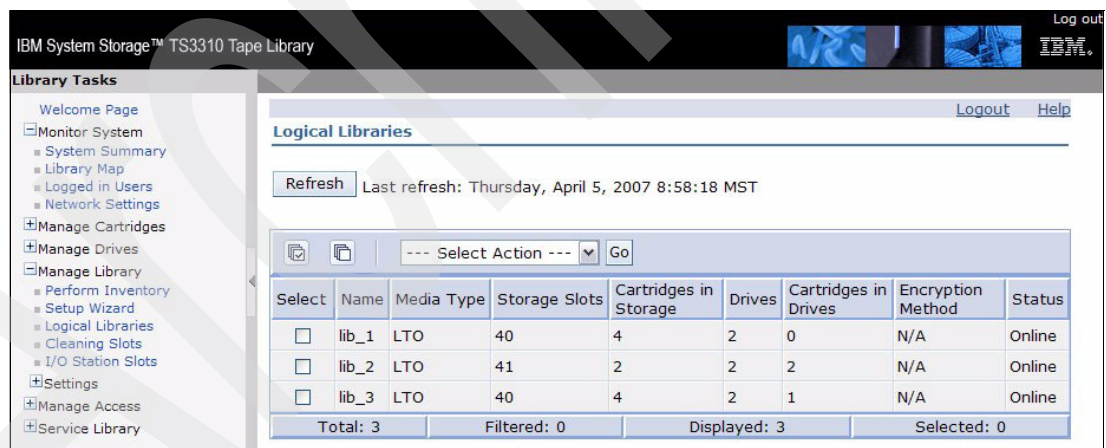 Log out
IBM System Storage™ TS3310 Tape Library
IBM®
Library Tasks
Welcome Page
Monitor System
System Summary
Library Map
Logged in Users
Network Settings
Manage Cartridges
Manage Drives
Manage Library
Perform Inventory
Setup Wizard
Logical Libraries
Cleaning Slots
I/O Station Slots
Settings
Manage Access
Service Library
Logout Help
Logical Libraries
Refresh Last refresh: Thursday, April 5, 2007 8:58:18 MST
--- Select Action --- Go
Select Name Media Type Storage Slots Cartridges in Storage Drives Cartridges in Drives Encryption Method Status
lib_1 LTO 40 4 2 0 N/A Online
lib_2 LTO 41 2 2 2 N/A Online
lib_3 LTO 40 4 2 1 N/A Online
Total: 3 Filtered: 0 Displayed: 3 Selected: 0